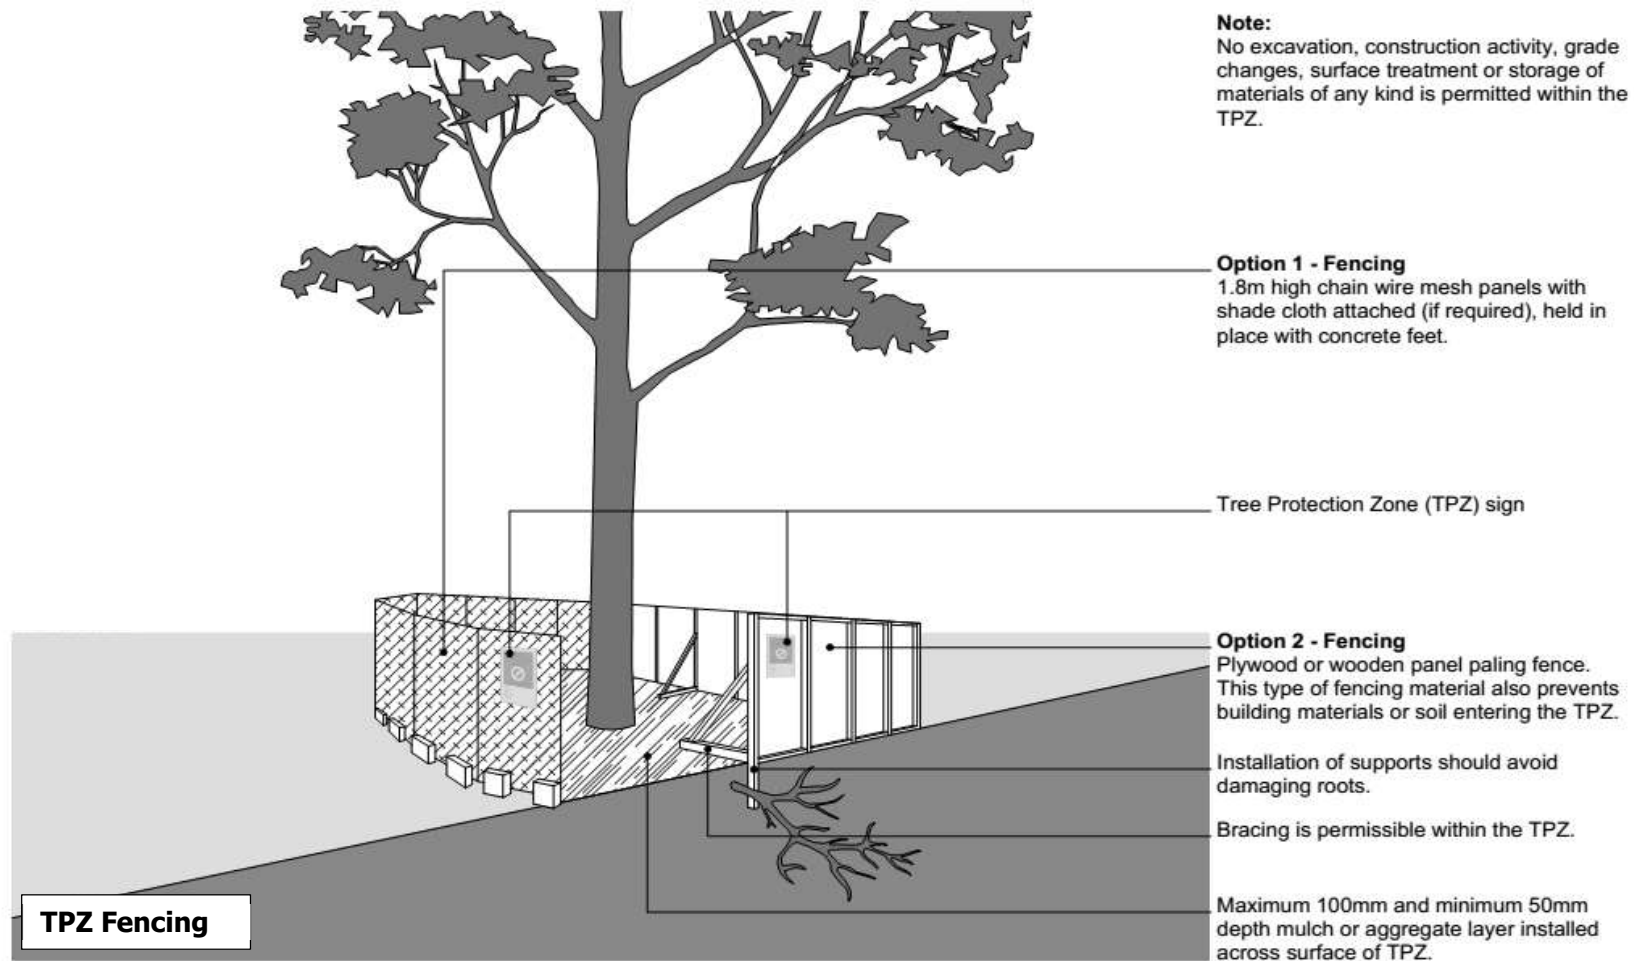 Note:
No excavation, construction activity, grade
changes, surface treatment or storage of
materials of any kind is permitted within the
TPZ.
Option 1 - Fencing
1.8m high chain wire mesh panels with
shade cloth attached (if required), held in
place with concrete feet.
Tree Protection Zone (TPZ) sign
Option 2 - Fencing
Plywood or wooden panel paling fence.
This type of fencing material also prevents
building materials or soil entering the TPZ.
Installation of supports should avoid
damaging roots.
Bracing is permissible within the TPZ.
Maximum 100mm and minimum 50mm
depth mulch or aggregate layer installed
across surface of TPZ.
TPZ Fencing